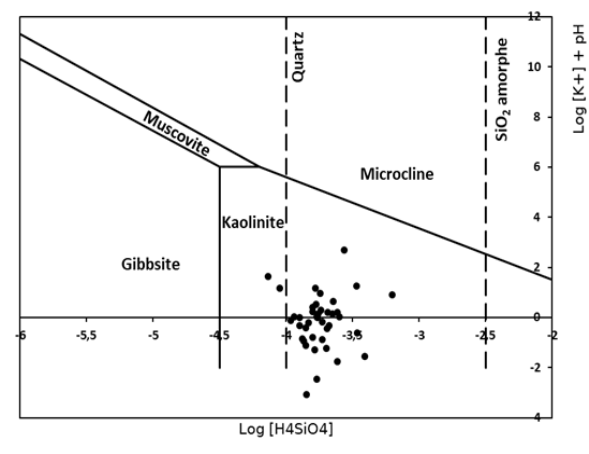 12
Log [K+] + pH
Quartz
SiO₂ amorphe
10
8
Muscovite
6
Microcline
4
Kaolinite
Gibbsite
2
0
-6 -5,5 -5 -4,5 -4 -3,5 -3 -2,5 -2
-2
4
Log [H4SiO4]